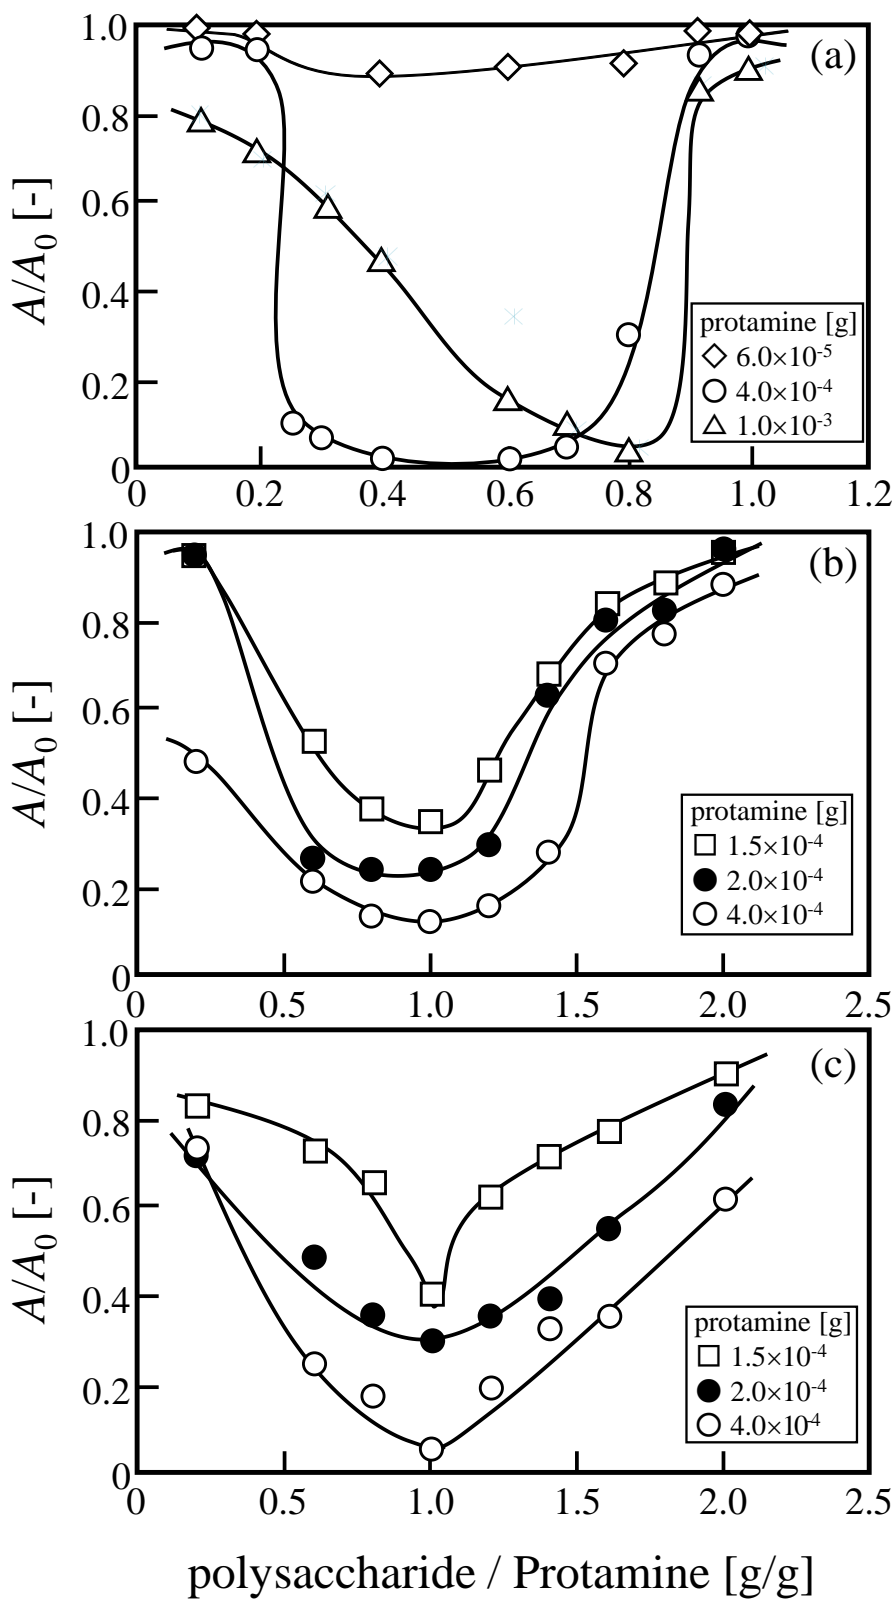 1.0
0.8
0.6
0.4
0.2
0
A/A0 [-]
(a)
protamine [g]
6.0×10-5
4.0×10-4
1.0×10-3
0 0.2 0.4 0.6 0.8 1.0 1.2
1.0
0.8
0.6
0.4
0.2
0
A/A0 [-]
(b)
protamine [g]
1.5×10-4
2.0×10-4
4.0×10-4
0 0.5 1.0 1.5 2.0 2.5
1.0
0.8
0.6
0.4
0.2
0
A/A0 [-]
(c)
protamine [g]
1.5×10-4
2.0×10-4
4.0×10-4
0 0.5 1.0 1.5 2.0 2.5
polysaccharide / Protamine [g/g]